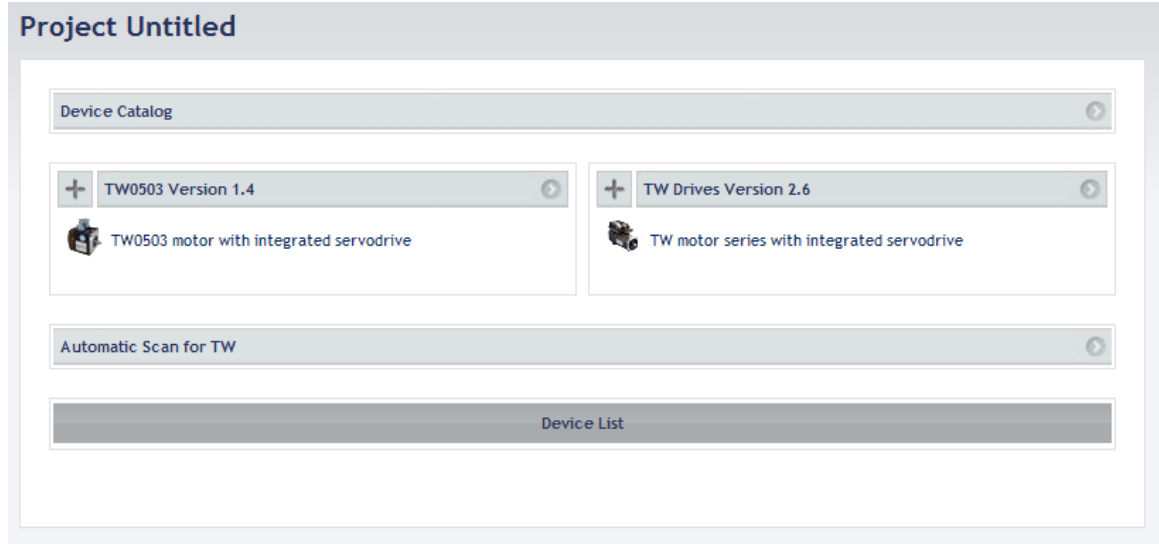 Project Untitled
Device Catalog
TW0503 Version 1.4
TW0503 motor with integrated servodrive
TW Drives Version 2.6
TW motor series with integrated servodrive
Automatic Scan for TW
Device List